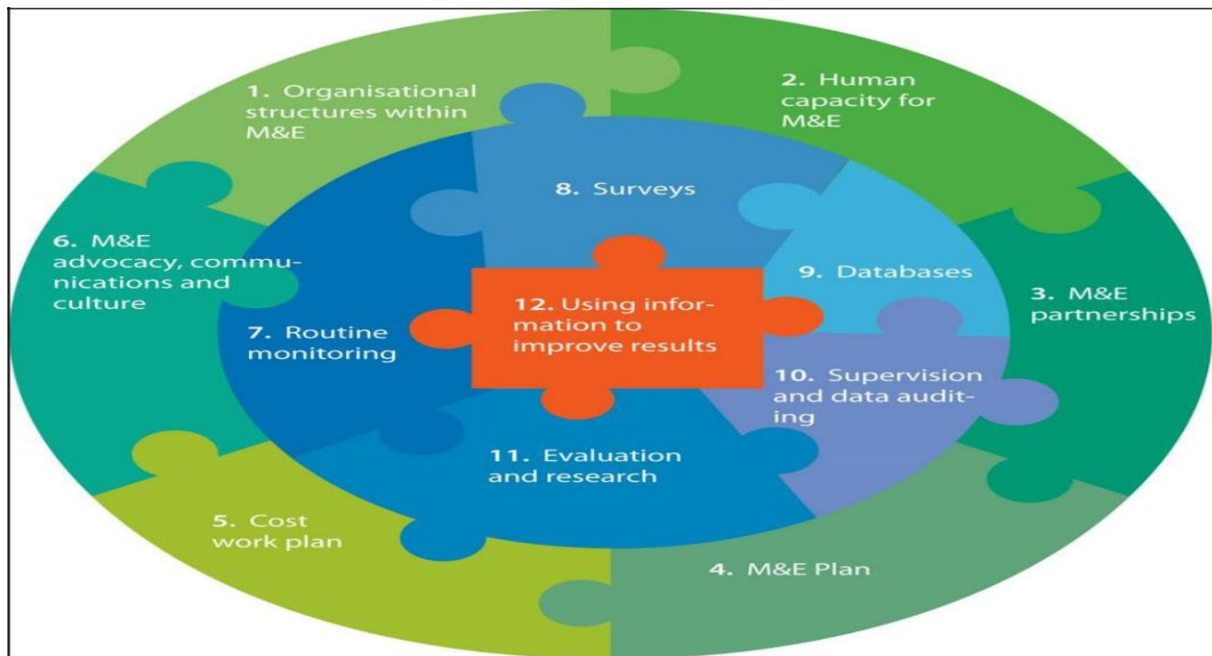 1. Organisational
structures within
M&E
2. Human
capacity for
M&E
3. M&E
partnerships
4. M&E Plan
5. Cost
work plan
6. M&E
advocacy, commu-
nications and
culture
7. Routine
monitoring
8. Surveys
9. Databases
10. Supervision
and data audit-
ing
11. Evaluation
and research
12. Using infor-
mation to
improve results